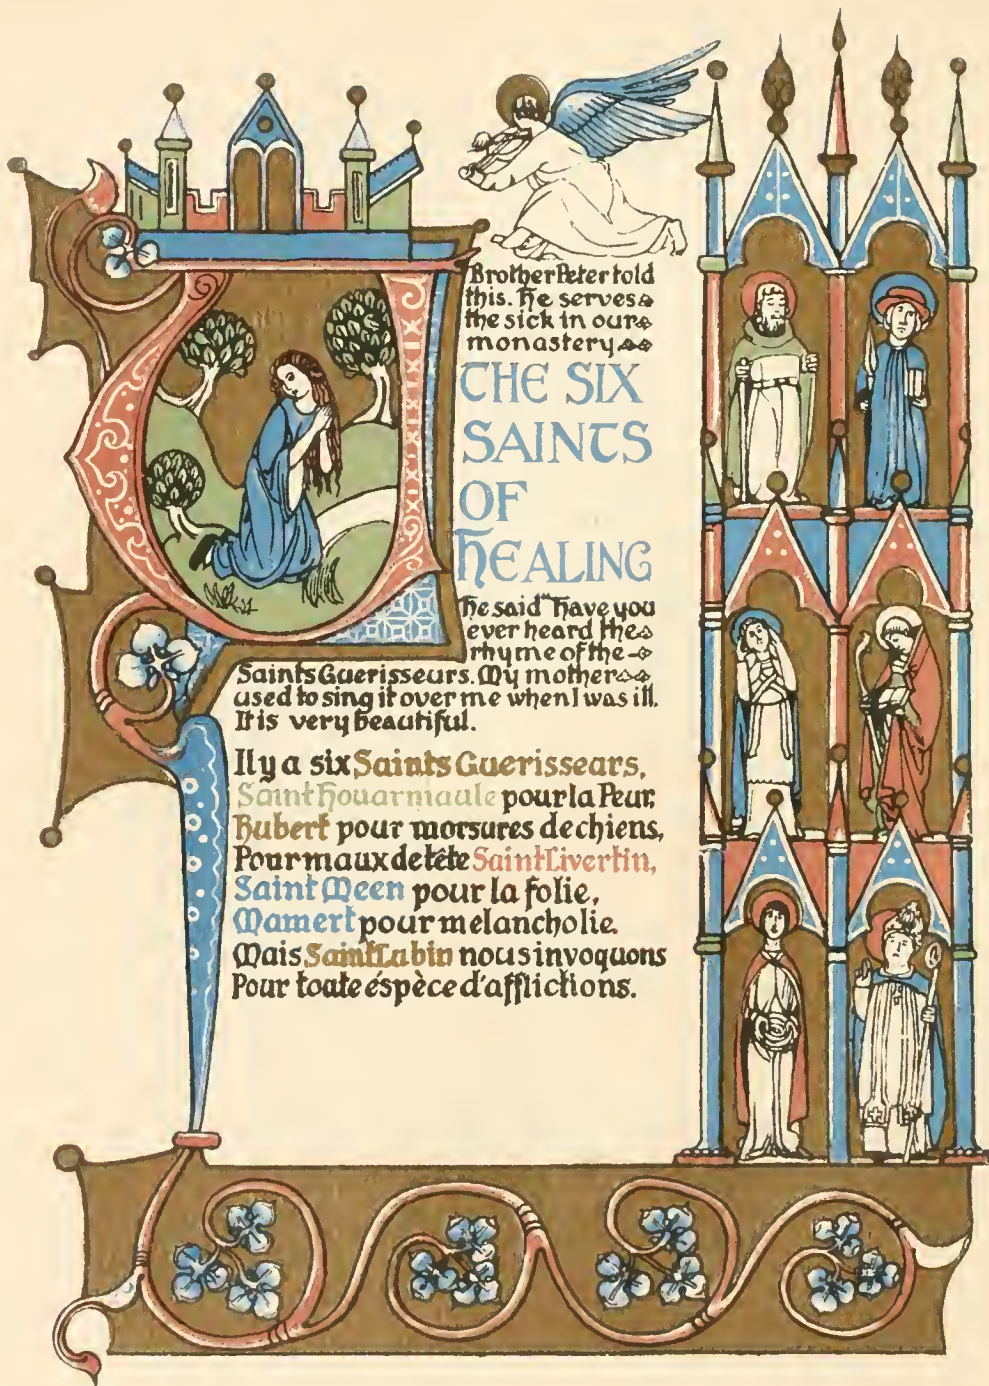 Brother Peter told
this. He serves
the sick in our
monastery
THE SIX
SAINTS
OF
HEALING
He said "Have you
ever heard the
rhyme of the
Saints Guerisseurs. My mother
used to sing it over me when I was ill.
It is very beautiful.
Il y a six Saints Guerissears,
Saint Houarniaule pour la Peur,
Hubert pour morsures de chiens,
Pour maux de tête Saint Livertin,
Saint Meen pour la folie,
Mamert pour melancholie.
Mais Saint Lubin nous invoquons
Pour toute éspèce d'afflictions.